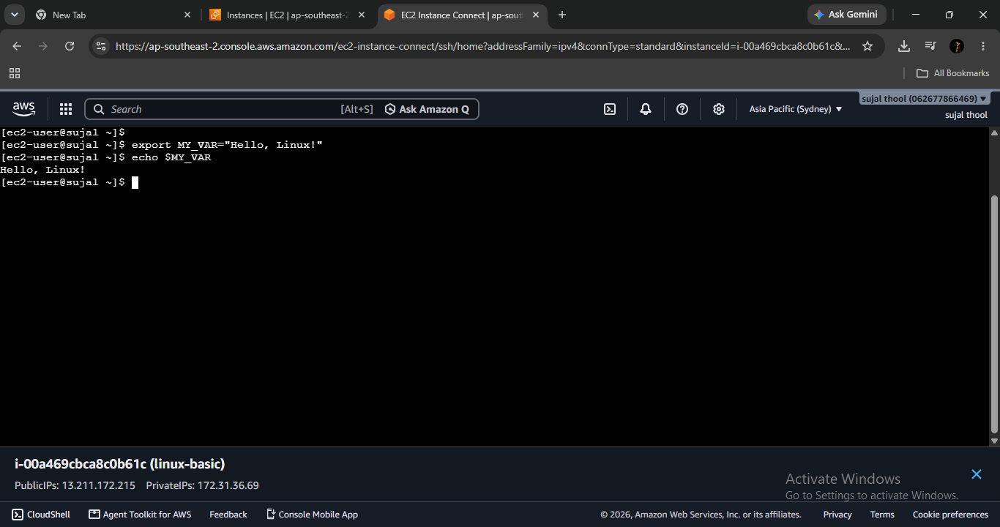 New Tab
Instances | EC2 | ap-southeast-2
EC2 Instance Connect | ap-sout
Ask Gemini
https://ap-southeast-2.console.aws.amazon.com/ec2-instance-connect/ssh/home?addressFamily=ipv4&connType=standard&instanceId=i-00a469cbca8c0b61c&...
All Bookmarks
aws
Search
[Alt+S]
Ask Amazon Q
Asia Pacific (Sydney)
sujal thool (062677866469)
sujal thool
[ec2-user@sujal ~]$
[ec2-user@sujal ~]$ export MY_VAR="Hello, Linux!"
[ec2-user@sujal ~]$ echo $MY_VAR
Hello, Linux!
[ec2-user@sujal ~]$
i-00a469cbca8c0b61c (linux-basic)
PublicIPs: 13.211.172.215 PrivateIPs: 172.31.36.69
Activate Windows
Go to Settings to activate Windows.
CloudShell
Agent Toolkit for AWS
Feedback
Console Mobile App
© 2026, Amazon Web Services, Inc. or its affiliates.
Privacy
Terms
Cookie preferences